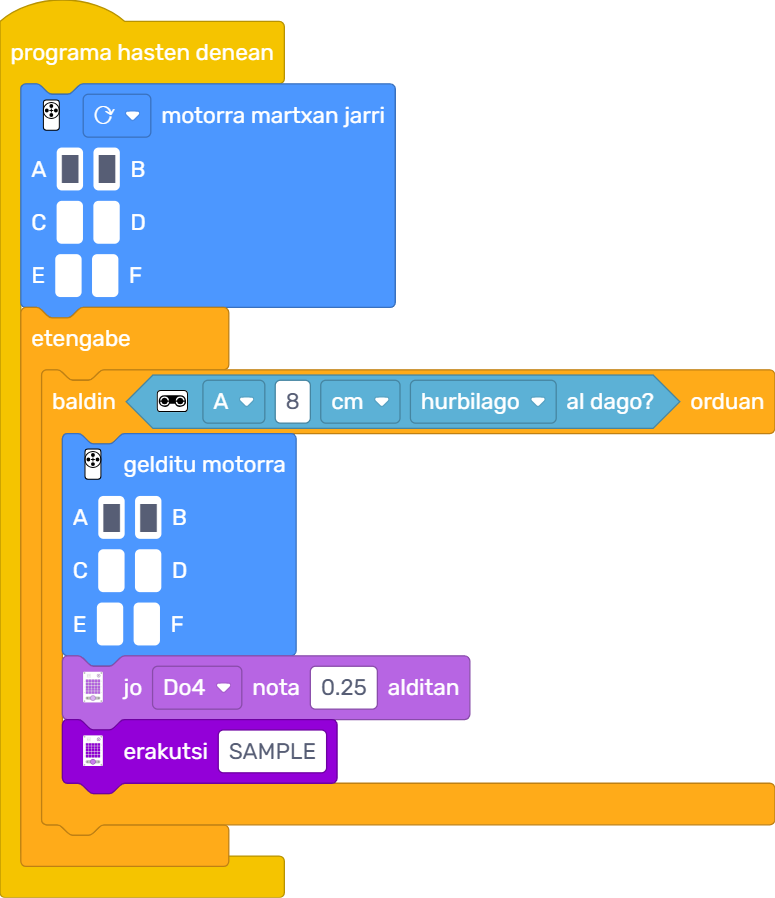 programa hasten denean
motorra martxan jarri
A B
C D
E F
etengabe
baldin A 8 cm hurbilago al dago? orduan
gelditu motorra
A B
C D
E F
jo Do4 nota 0.25 alditan
erakutsi SAMPLE